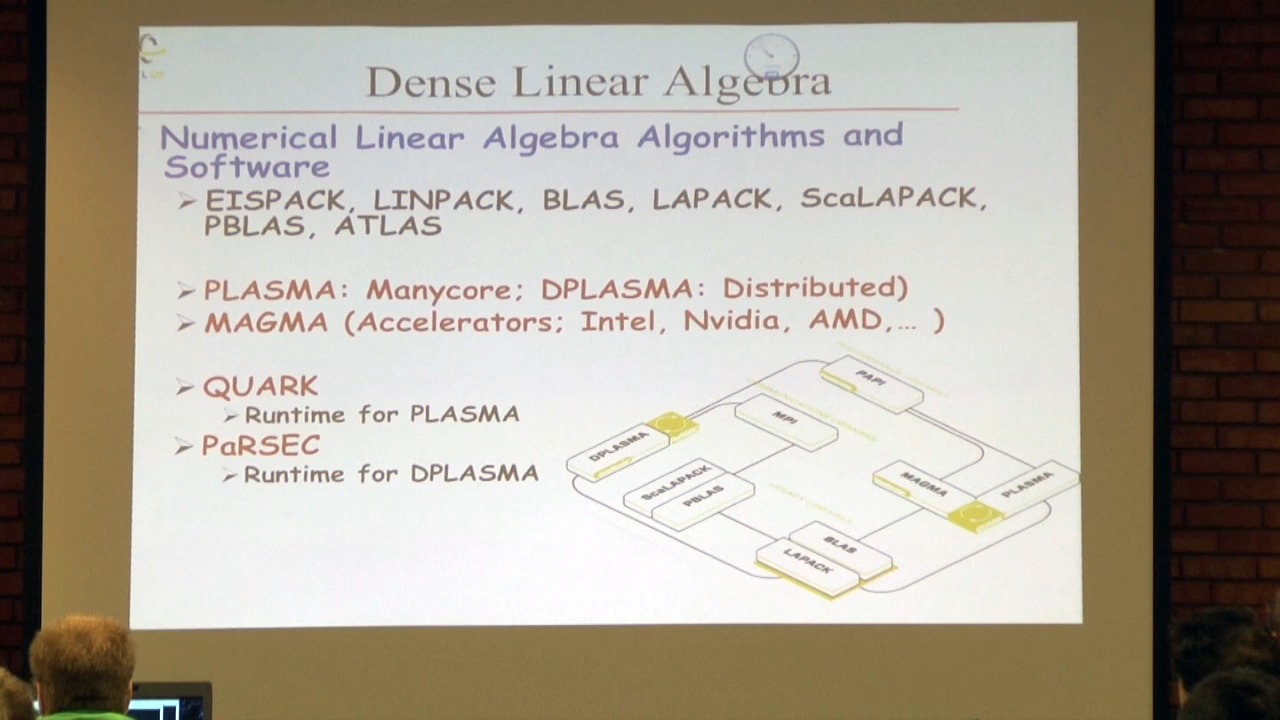 Dense Linear Algebra
Numerical Linear Algebra Algorithms and
Software
EISPACK, LINPACK, BLAS, LAPACK, ScaLAPACK,
PBLAS, ATLAS
PLASMA: Manycore; DPLASMA: Distributed)
MAGMA (Accelerators; Intel, Nvidia, AMD,… )
QUARK
Runtime for PLASMA
PaRSEC
Runtime for DPLASMA
PAPI
MPI
DPLASMA
ScaLAPACK
PBLAS
MAGMA
PLASMA
BLAS
LAPACK